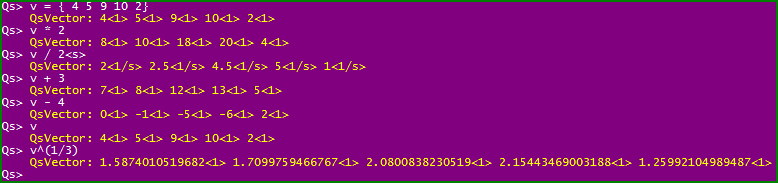 Qs> v = { 4 5 9 10 2}
QsVector: 4<1> 5<1> 9<1> 10<1> 2<1>
Qs> v * 2
QsVector: 8<1> 10<1> 18<1> 20<1> 4<1>
Qs> v / 2<s>
QsVector: 2<1/s> 2.5<1/s> 4.5<1/s> 5<1/s> 1<1/s>
Qs> v + 3
QsVector: 7<1> 8<1> 12<1> 13<1> 5<1>
Qs> v - 4
QsVector: 0<1> -1<1> -5<1> -6<1> 2<1>
Qs> v
QsVector: 4<1> 5<1> 9<1> 10<1> 2<1>
Qs> v^(1/3)
QsVector: 1.5874010519682<1> 1.7099759466767<1> 2.0800838230519<1> 2.15443469003188<1> 1.25992104989487<1>
Qs>